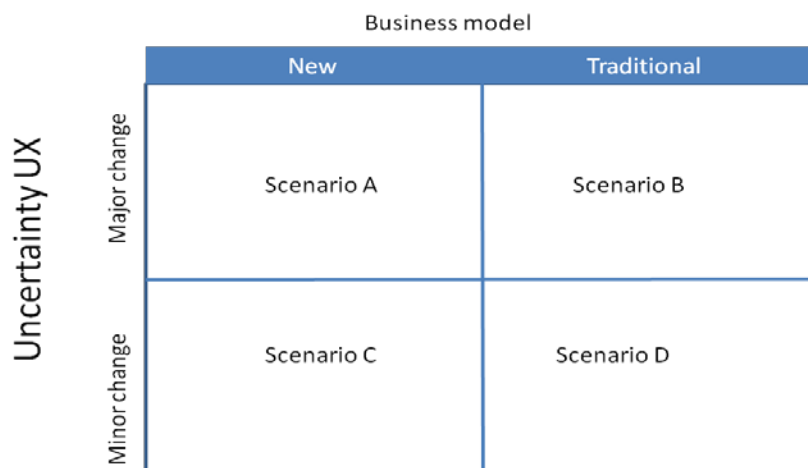 Business model
New Traditional
Uncertainty UX
Major change
Scenario A Scenario B
Minor change
Scenario C Scenario D